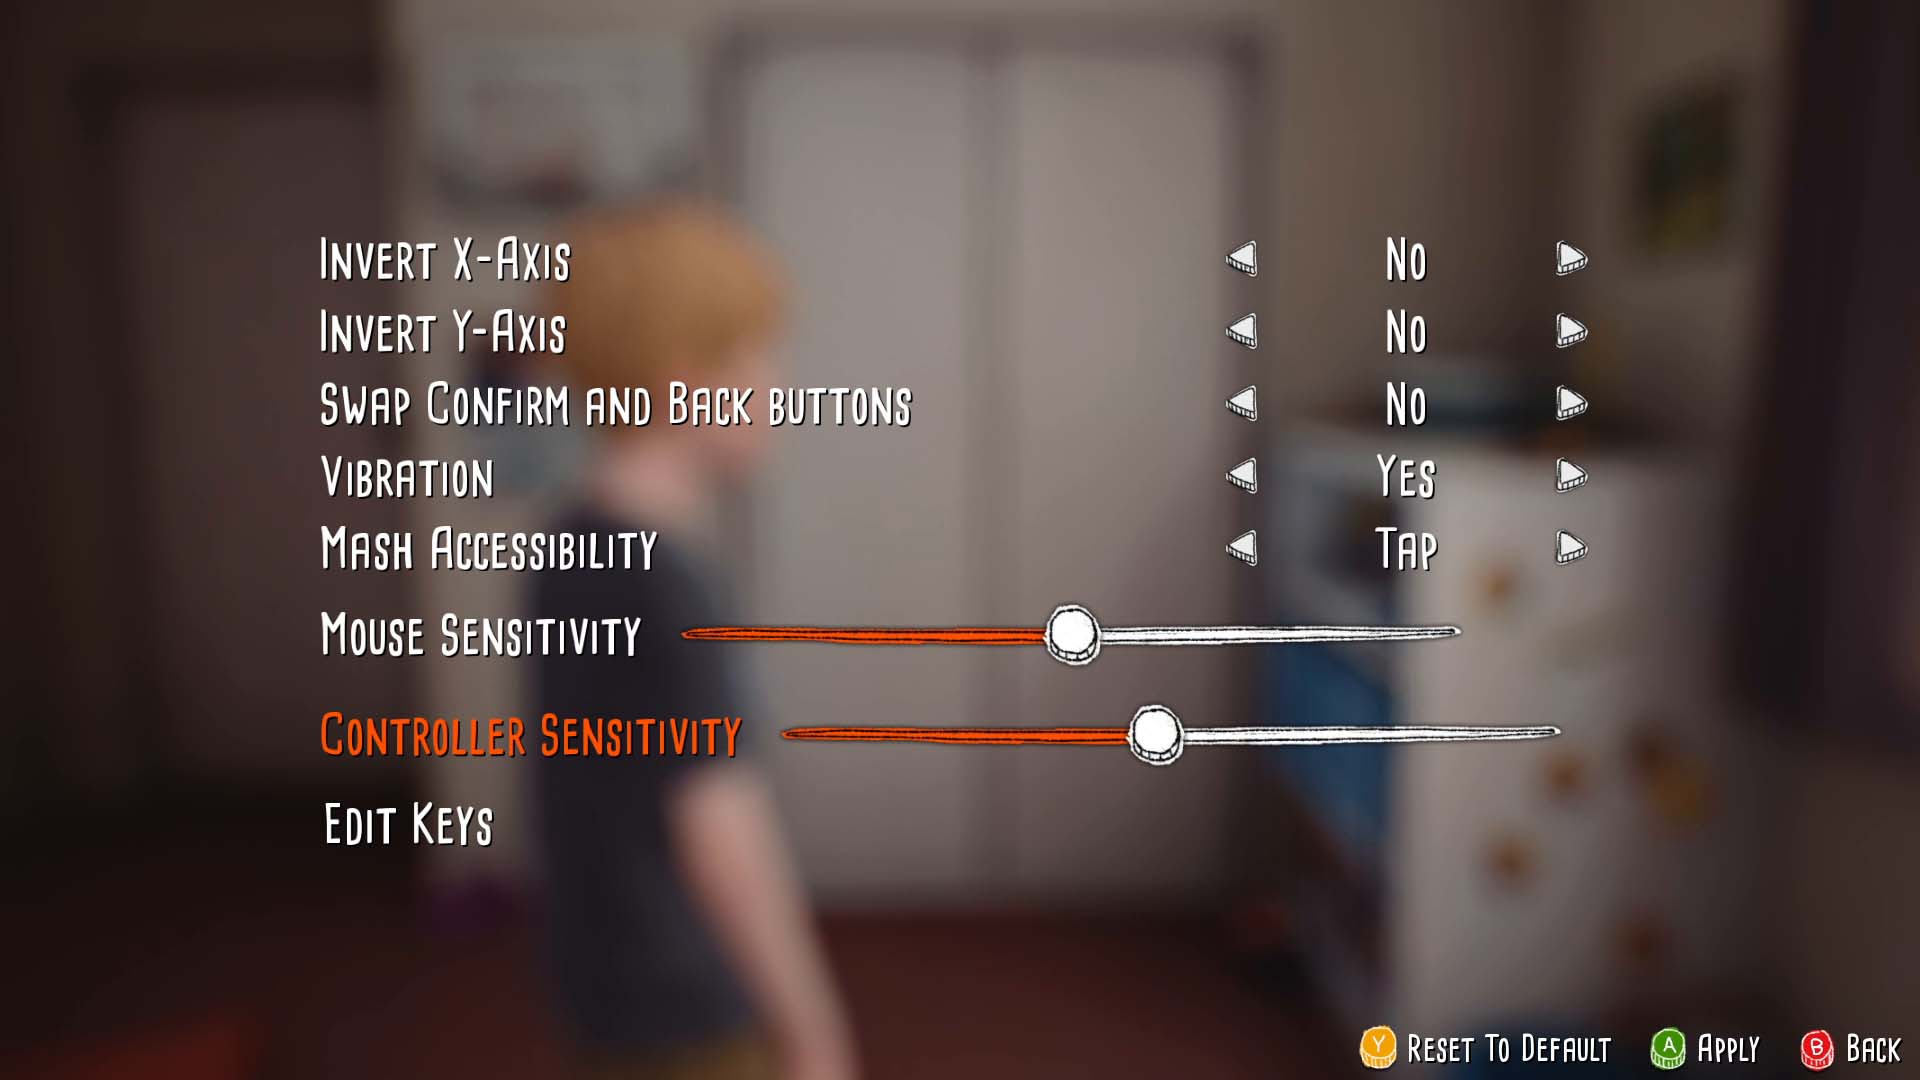 Invert X-Axis No
Invert Y-Axis No
Swap Confirm and Back buttons No
Vibration Yes
Mash Accessibility Tap
Mouse Sensitivity
Controller Sensitivity
Edit Keys
Y Reset To Default A Apply B Back